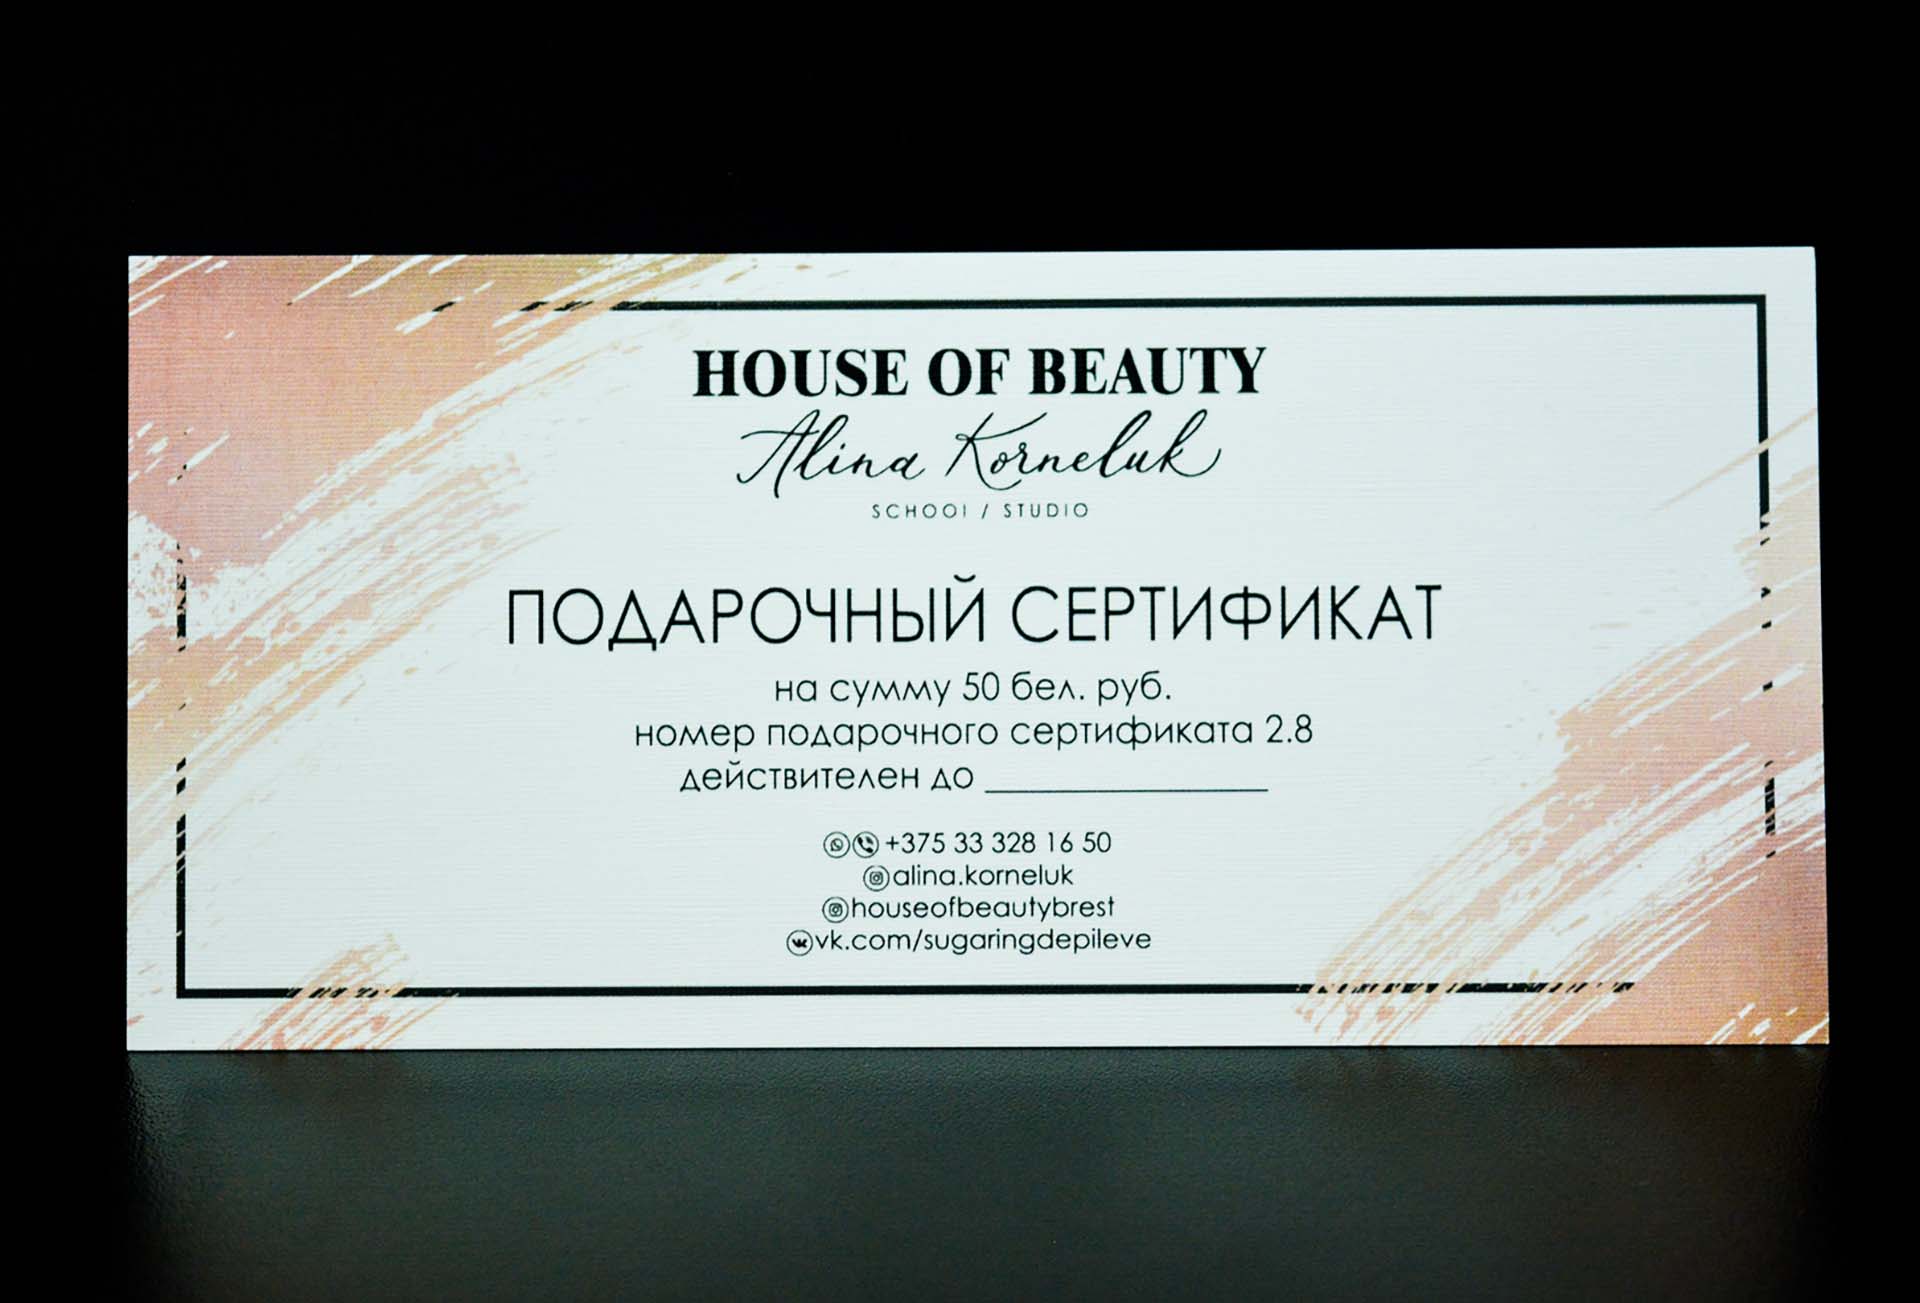 HOUSE OF BEAUTY
Alina Korneluk
SCHOOl / STUDIO
ПОДАРОЧНЫЙ СЕРТИФИКАТ
на сумму 50 бел. руб.
номер подарочного сертификата 2.8
действителен до ________________
+375 33 328 16 50
alina.korneluk
houseofbeautybrest
vk.com/sugaringdepileve